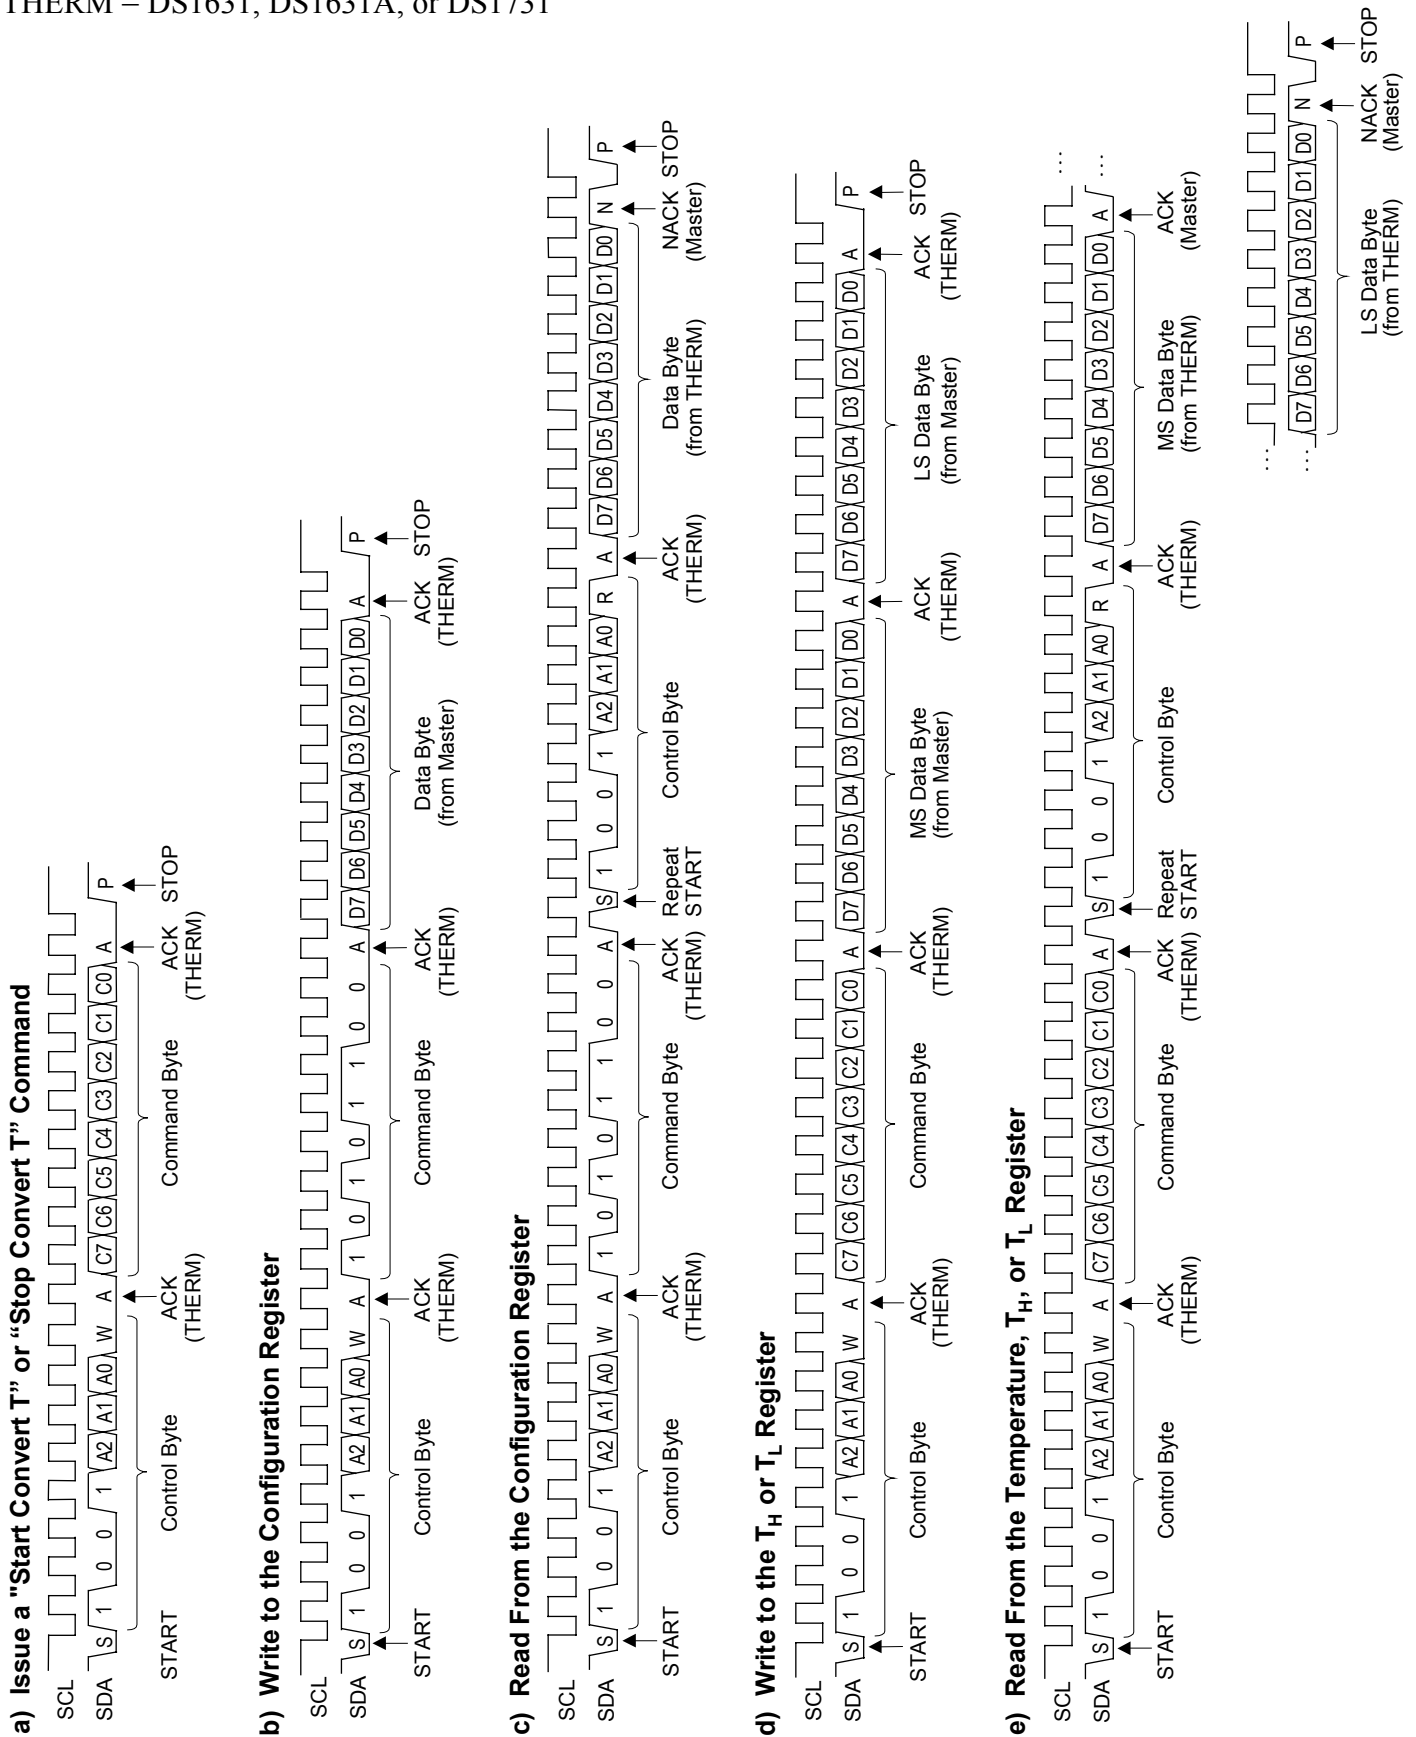 THERM – DS1631, DS1631A, or DS1731
a) Issue a "Start Convert T” or “Stop Convert T” Command
SCL
SDA S 1 0 0 1 A2 A1 A0 W A C7 C6 C5 C4 C3 C2 C1 C0 A P
START Control Byte ACK Command Byte ACK STOP
(THERM) (THERM)
b) Write to the Configuration Register
SCL
SDA S 1 0 0 1 A2 A1 A0 W A 1 0 1 0 1 1 0 0 A D7 D6 D5 D4 D3 D2 D1 D0 A P
START Control Byte ACK Command Byte ACK Data Byte ACK STOP
(THERM) (THERM) (from Master) (THERM)
c) Read From the Configuration Register
SCL
SDA S 1 0 0 1 A2 A1 A0 W A 1 0 1 0 1 1 0 0 A S 1 0 0 1 A2 A1 A0 R A D7 D6 D5 D4 D3 D2 D1 D0 N P
START Control Byte ACK Command Byte ACK Repeat Control Byte ACK Data Byte NACK STOP
(THERM) (THERM) START (THERM) (from THERM) (Master)
d) Write to the TH or TL Register
SCL
SDA S 1 0 0 1 A2 A1 A0 W A C7 C6 C5 C4 C3 C2 C1 C0 A D7 D6 D5 D4 D3 D2 D1 D0 A D7 D6 D5 D4 D3 D2 D1 D0 A P
START Control Byte ACK Command Byte ACK MS Data Byte ACK LS Data Byte ACK STOP
(THERM) (THERM) (from Master) (THERM) (from Master) (THERM)
e) Read From the Temperature, TH, or TL Register
SCL ...
SDA S 1 0 0 1 A2 A1 A0 W A C7 C6 C5 C4 C3 C2 C1 C0 A S 1 0 0 1 A2 A1 A0 R A D7 D6 D5 D4 D3 D2 D1 D0 A ...
START Control Byte ACK Command Byte ACK Repeat Control Byte ACK MS Data Byte ACK
(THERM) (THERM) START (THERM) (from THERM) (Master)
...
... D7 D6 D5 D4 D3 D2 D1 D0 N P
LS Data Byte NACK STOP
(from THERM) (Master)